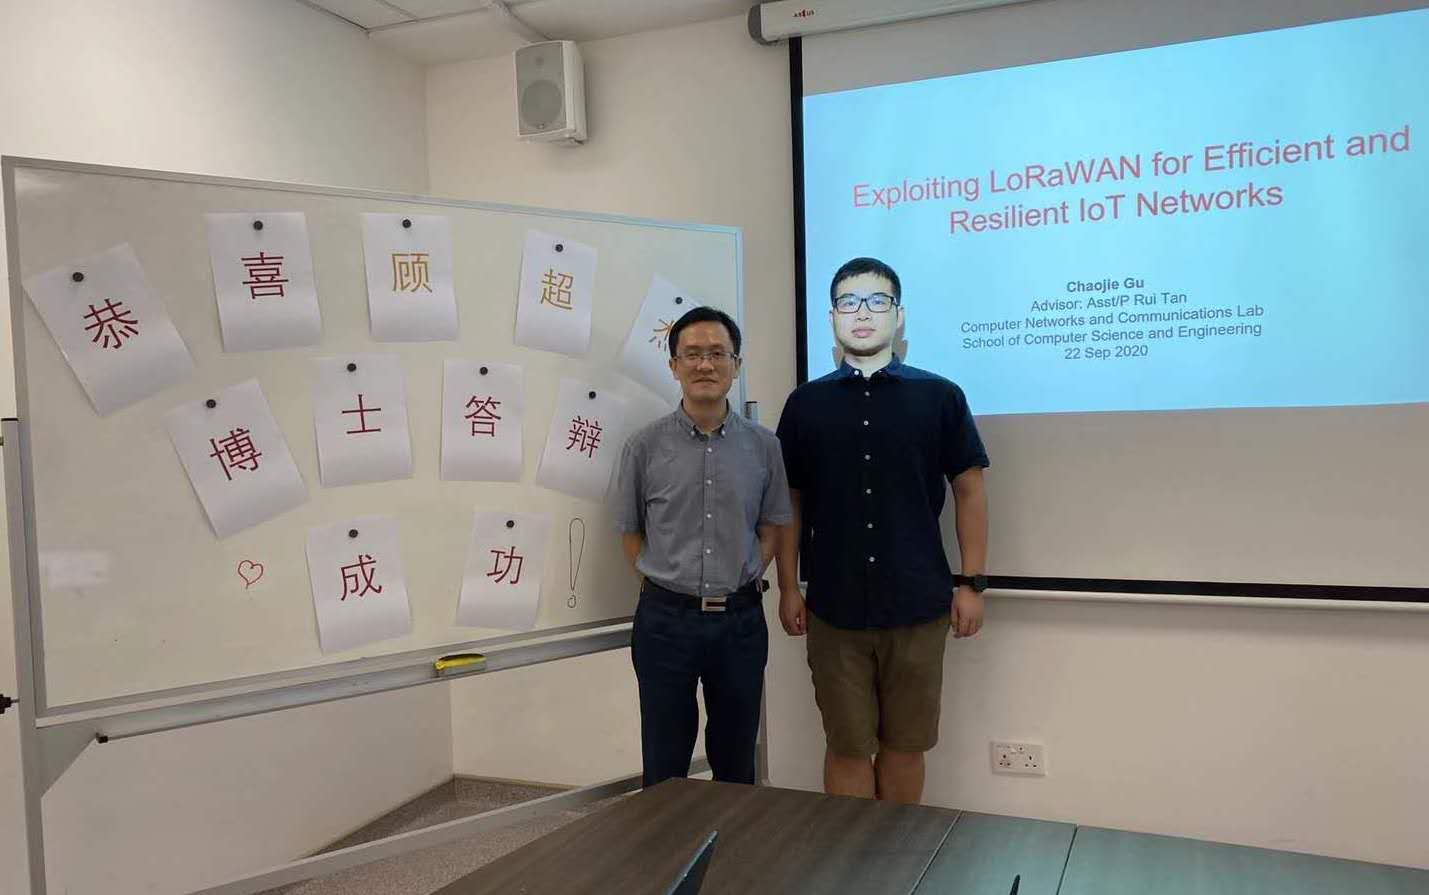 恭喜顾超杰
博士答辩
成功!
Exploiting LoRaWAN for Efficient and
Resilient IoT Networks
Chaojie Gu
Advisor: Asst/P Rui Tan
Computer Networks and Communications Lab
School of Computer Science and Engineering
22 Sep 2020